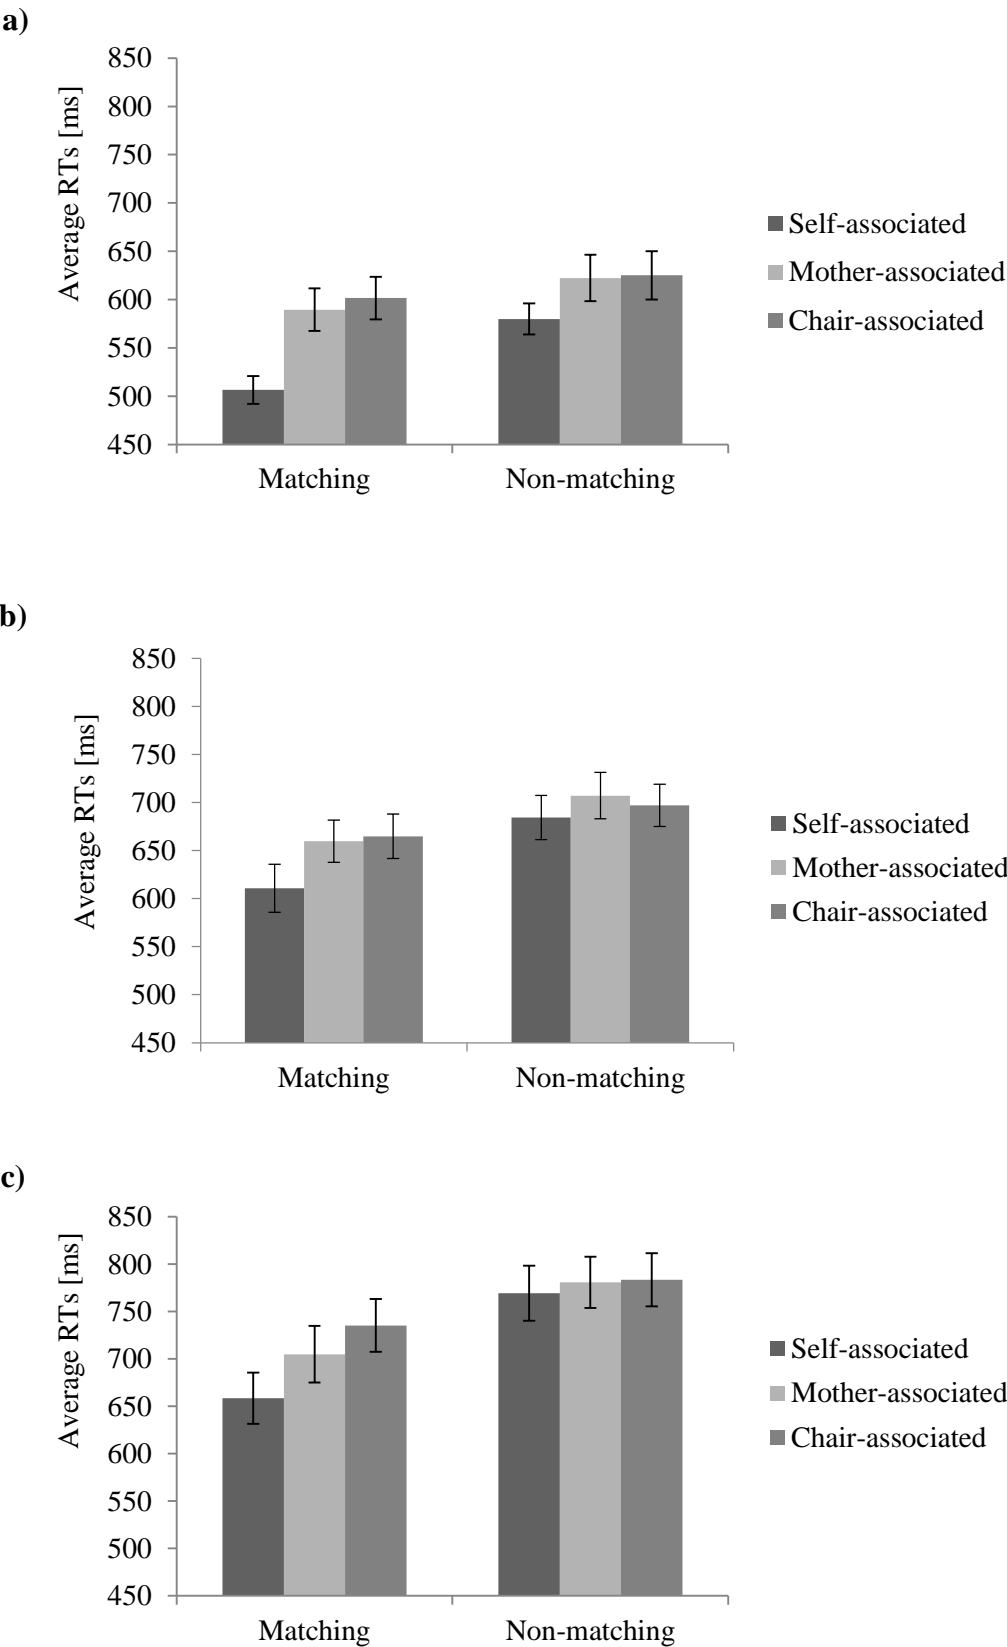 a)
850
800
750
700
650
600
550
500
450
Average RTs [ms]
Matching
Non-matching
Self-associated
Mother-associated
Chair-associated
b)
850
800
750
700
650
600
550
500
450
Average RTs [ms]
Matching
Non-matching
Self-associated
Mother-associated
Chair-associated
c)
850
800
750
700
650
600
550
500
450
Average RTs [ms]
Matching
Non-matching
Self-associated
Mother-associated
Chair-associated